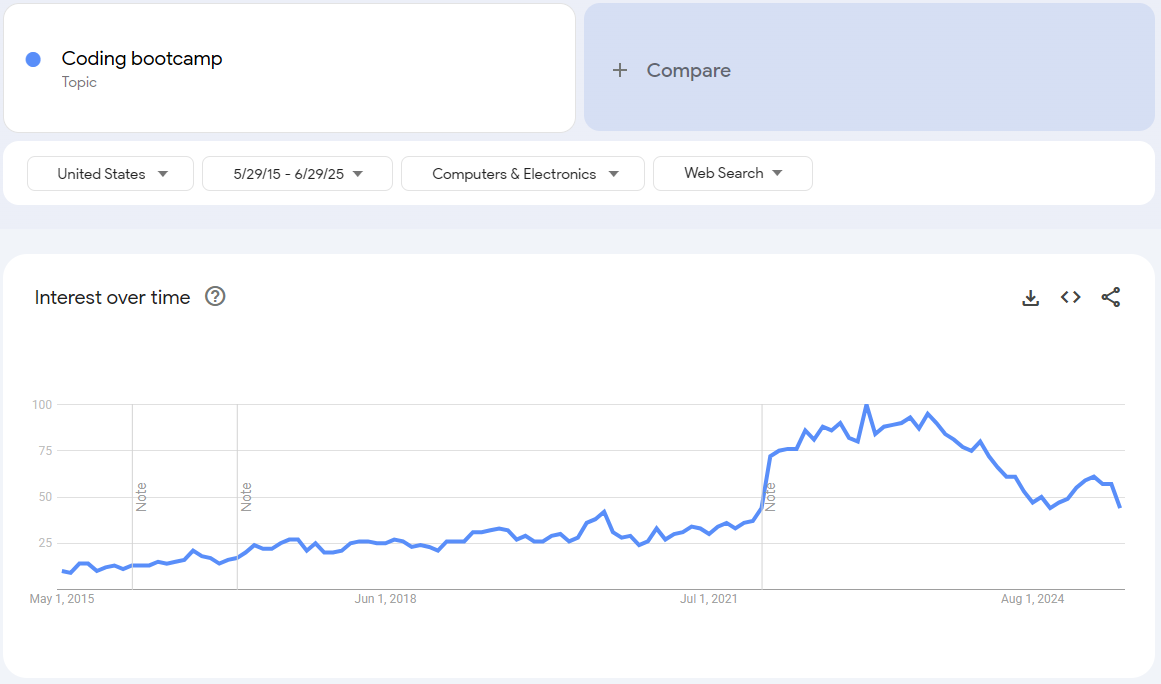 Coding bootcamp
Topic
+ Compare
United States
5/29/15 - 6/29/25
Computers & Electronics
Web Search
Interest over time
100
75
50
25
Note
Note
Note
May 1, 2015
Jun 1, 2018
Jul 1, 2021
Aug 1, 2024